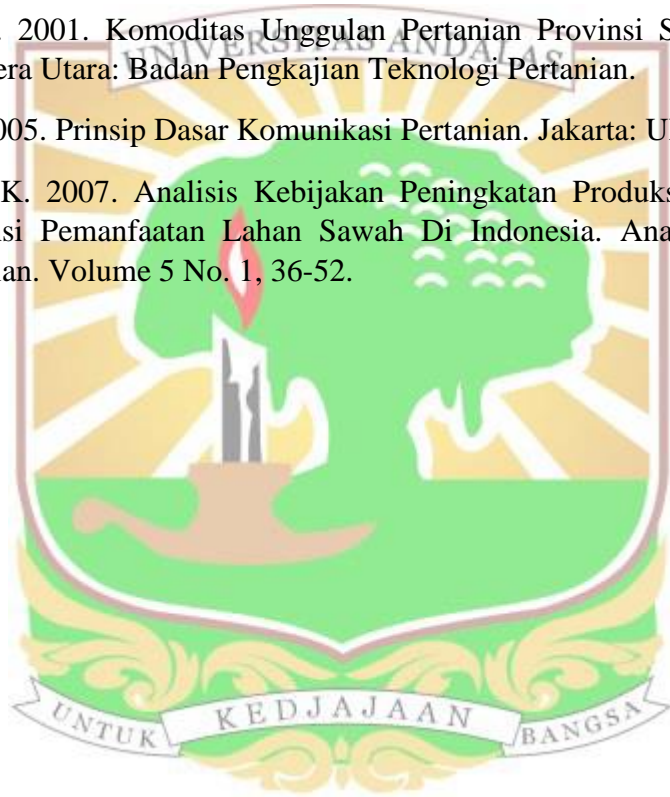 . 2001. Komoditas Unggulan Pertanian Provinsi S
UNIVERSITAS ANDALAS
era Utara: Badan Pengkajian Teknologi Pertanian.
005. Prinsip Dasar Komunikasi Pertanian. Jakarta: U
K. 2007. Analisis Kebijakan Peningkatan Produks
si Pemanfaatan Lahan Sawah Di Indonesia. Ana
an. Volume 5 No. 1, 36-52.
UNTUK KEDJAJAAN BANGSA